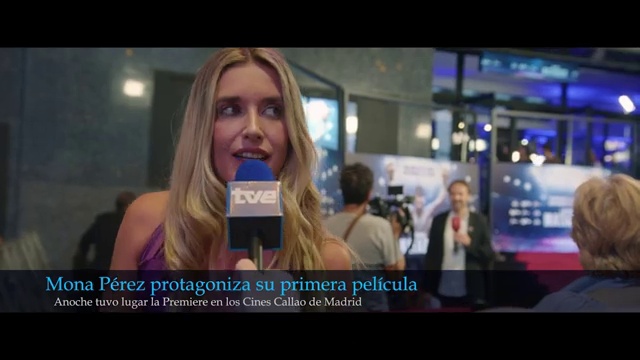 tve
Mona Pérez protagoniza su primera película
Anoche tuvo lugar la Premiere en los Cines Callao de Madrid